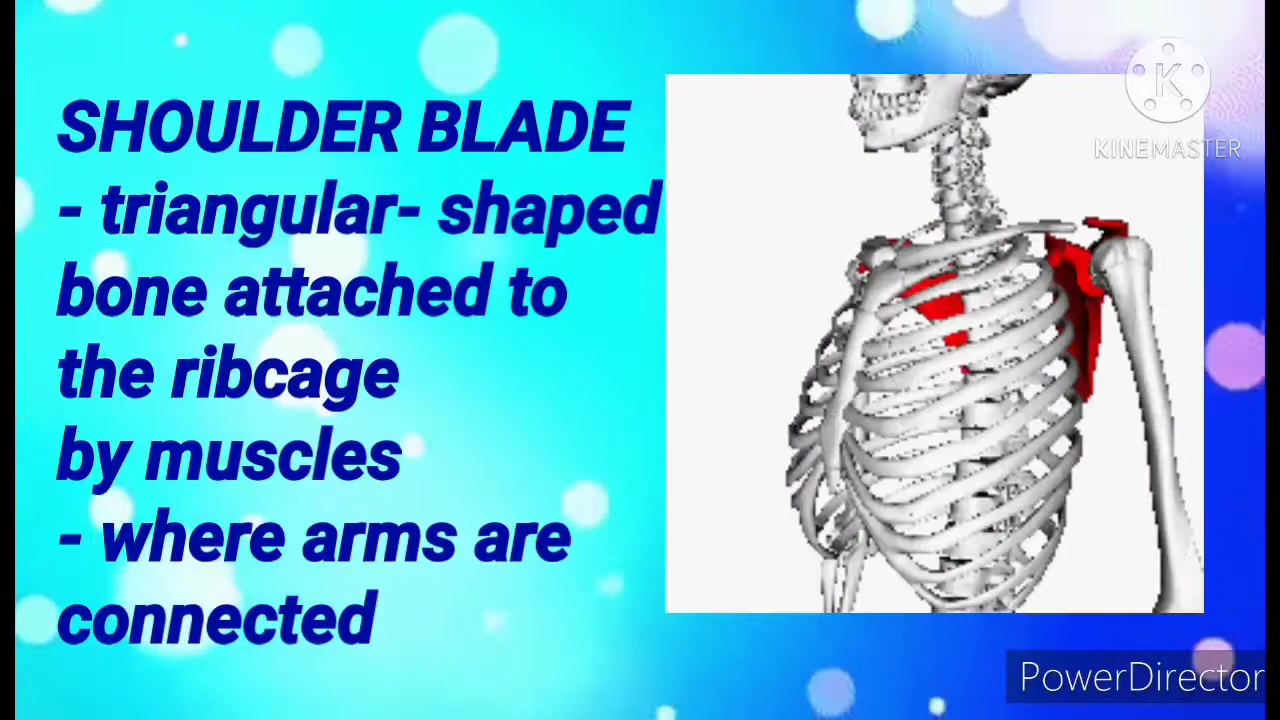 SHOULDER BLADE
- triangular- shaped
bone attached to
the ribcage
by muscles
- where arms are
connected
K
KINEMASTER
PowerDirector